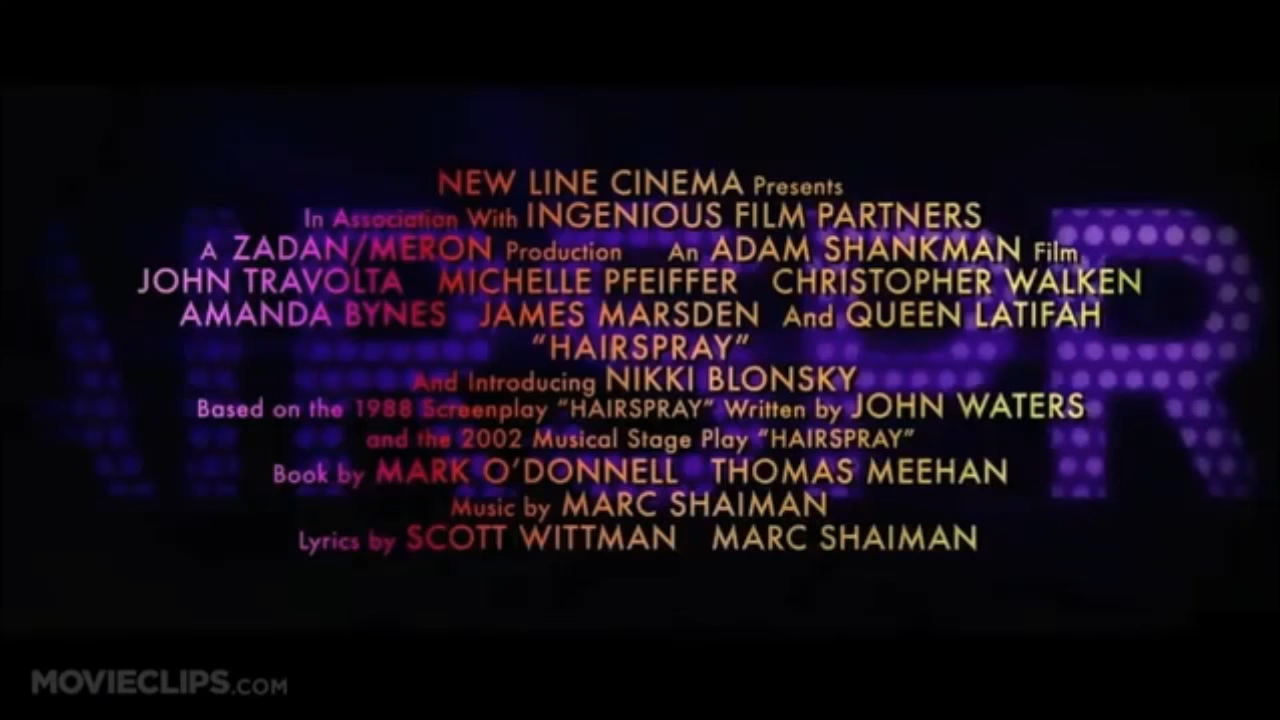 NEW LINE CINEMA Presents
In Association With INGENIOUS FILM PARTNERS
A ZADAN/MERON Production An ADAM SHANKMAN Film
JOHN TRAVOLTA MICHELLE PFEIFFER CHRISTOPHER WALKEN
AMANDA BYNES JAMES MARSDEN And QUEEN LATIFAH
“HAIRSPRAY”
And Introducing NIKKI BLONSKY
Based on the 1988 Screenplay “HAIRSPRAY” Written by JOHN WATERS
and the 2002 Musical Stage Play “HAIRSPRAY”
Book by MARK O’DONNELL THOMAS MEEHAN
Music by MARC SHAIMAN
Lyrics by SCOTT WITTMAN MARC SHAIMAN
MOVIECLIPS.COM